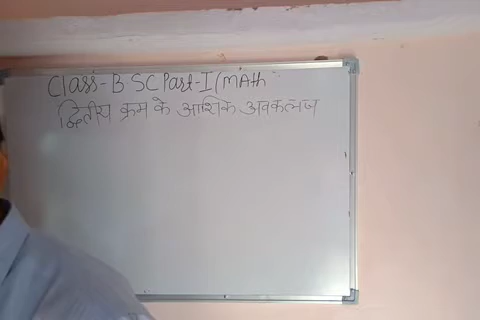 Class-B.SC Part-I(MAth
द्वितीय क्रम के आंशिक अवकलज